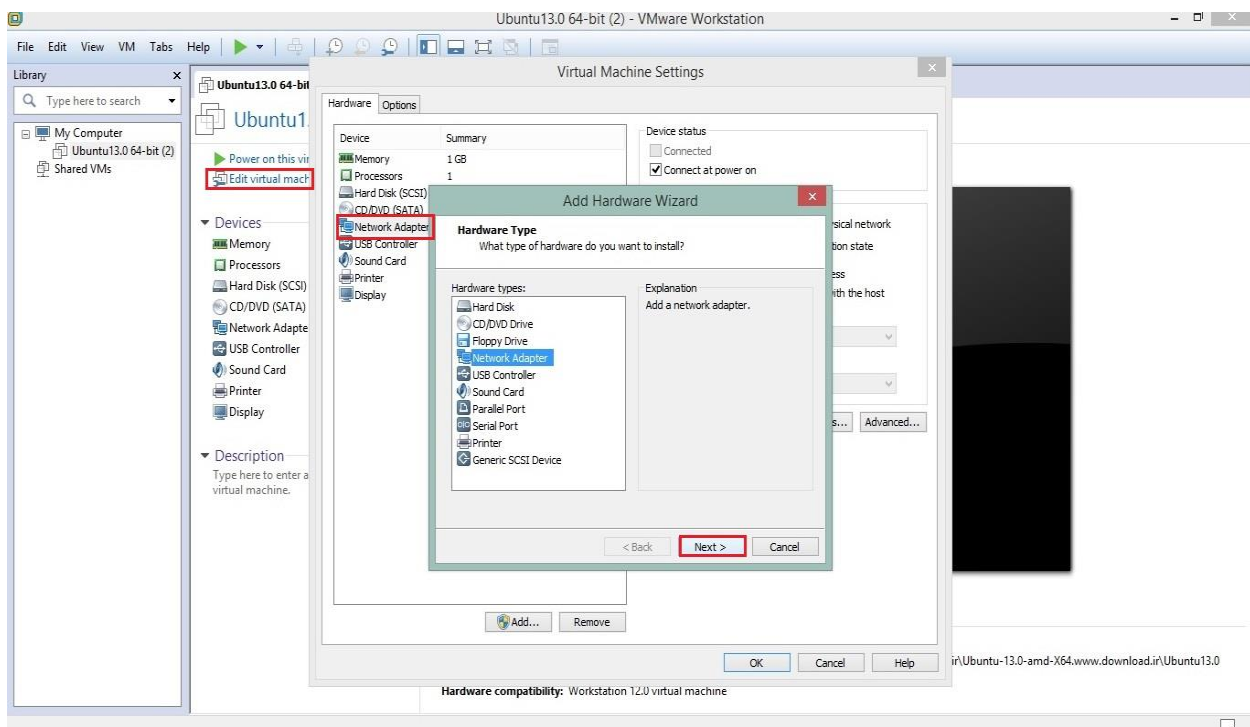 Ubuntu13.0 64-bit (2) - VMware Workstation
File Edit View VM Tabs Help
Library
Type here to search
My Computer
Ubuntu13.0 64-bit (2)
Shared VMs
Ubuntu13.0 64-bit
Ubuntu1
Power on this vir
Edit virtual mach
Devices
Memory
Processors
Hard Disk (SCSI)
CD/DVD (SATA)
Network Adapte
USB Controller
Sound Card
Printer
Display
Description
Type here to enter a
virtual machine.
Virtual Machine Settings
Hardware Options
Device Summary
Memory 1 GB
Processors 1
Hard Disk (SCSI)
CD/DVD (SATA)
Network Adapter
USB Controller
Sound Card
Printer
Display
Add... Remove
Device status
Connected
Connect at power on
ysical network
tion state
ess
ith the host
s... Advanced...
Add Hardware Wizard
Hardware Type
What type of hardware do you want to install?
Hardware types:
Hard Disk
CD/DVD Drive
Floppy Drive
Network Adapter
USB Controller
Sound Card
Parallel Port
Serial Port
Printer
Generic SCSI Device
Explanation
Add a network adapter.
< Back Next > Cancel
OK Cancel Help
ir\Ubuntu-13.0-amd-X64.www.download.ir\Ubuntu13.0
Hardware compatibility: Workstation 12.0 virtual machine